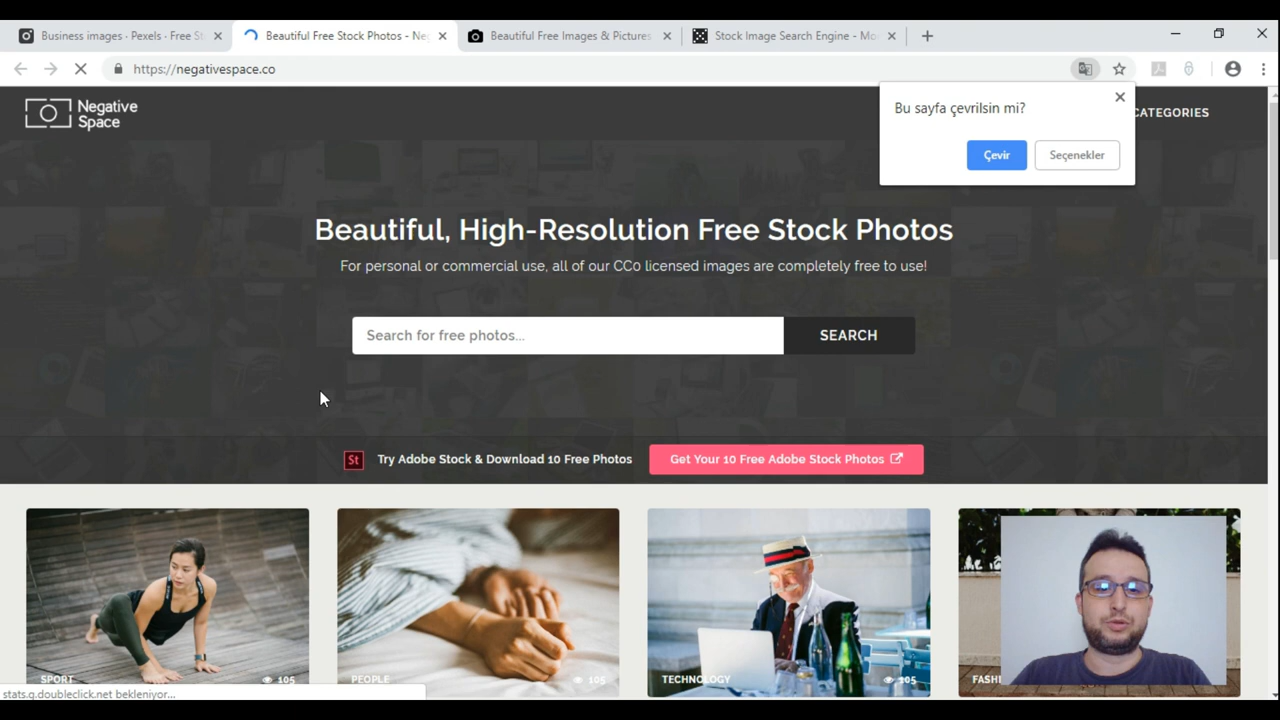 Business images · Pexels · Free St
Beautiful Free Stock Photos - Neg
Beautiful Free Images & Pictures
Stock Image Search Engine - Mo
https://negativespace.co
Negative
Space
Bu sayfa çevrilsin mi?
CATEGORIES
Çevir
Seçenekler
Beautiful, High-Resolution Free Stock Photos
For personal or commercial use, all of our CC0 licensed images are completely free to use!
Search for free photos...
SEARCH
St
Try Adobe Stock & Download 10 Free Photos
Get Your 10 Free Adobe Stock Photos
SPORT
105
PEOPLE
105
TECHNOLOGY
105
FASHI
stats.g.doubleclick.net bekleniyor...